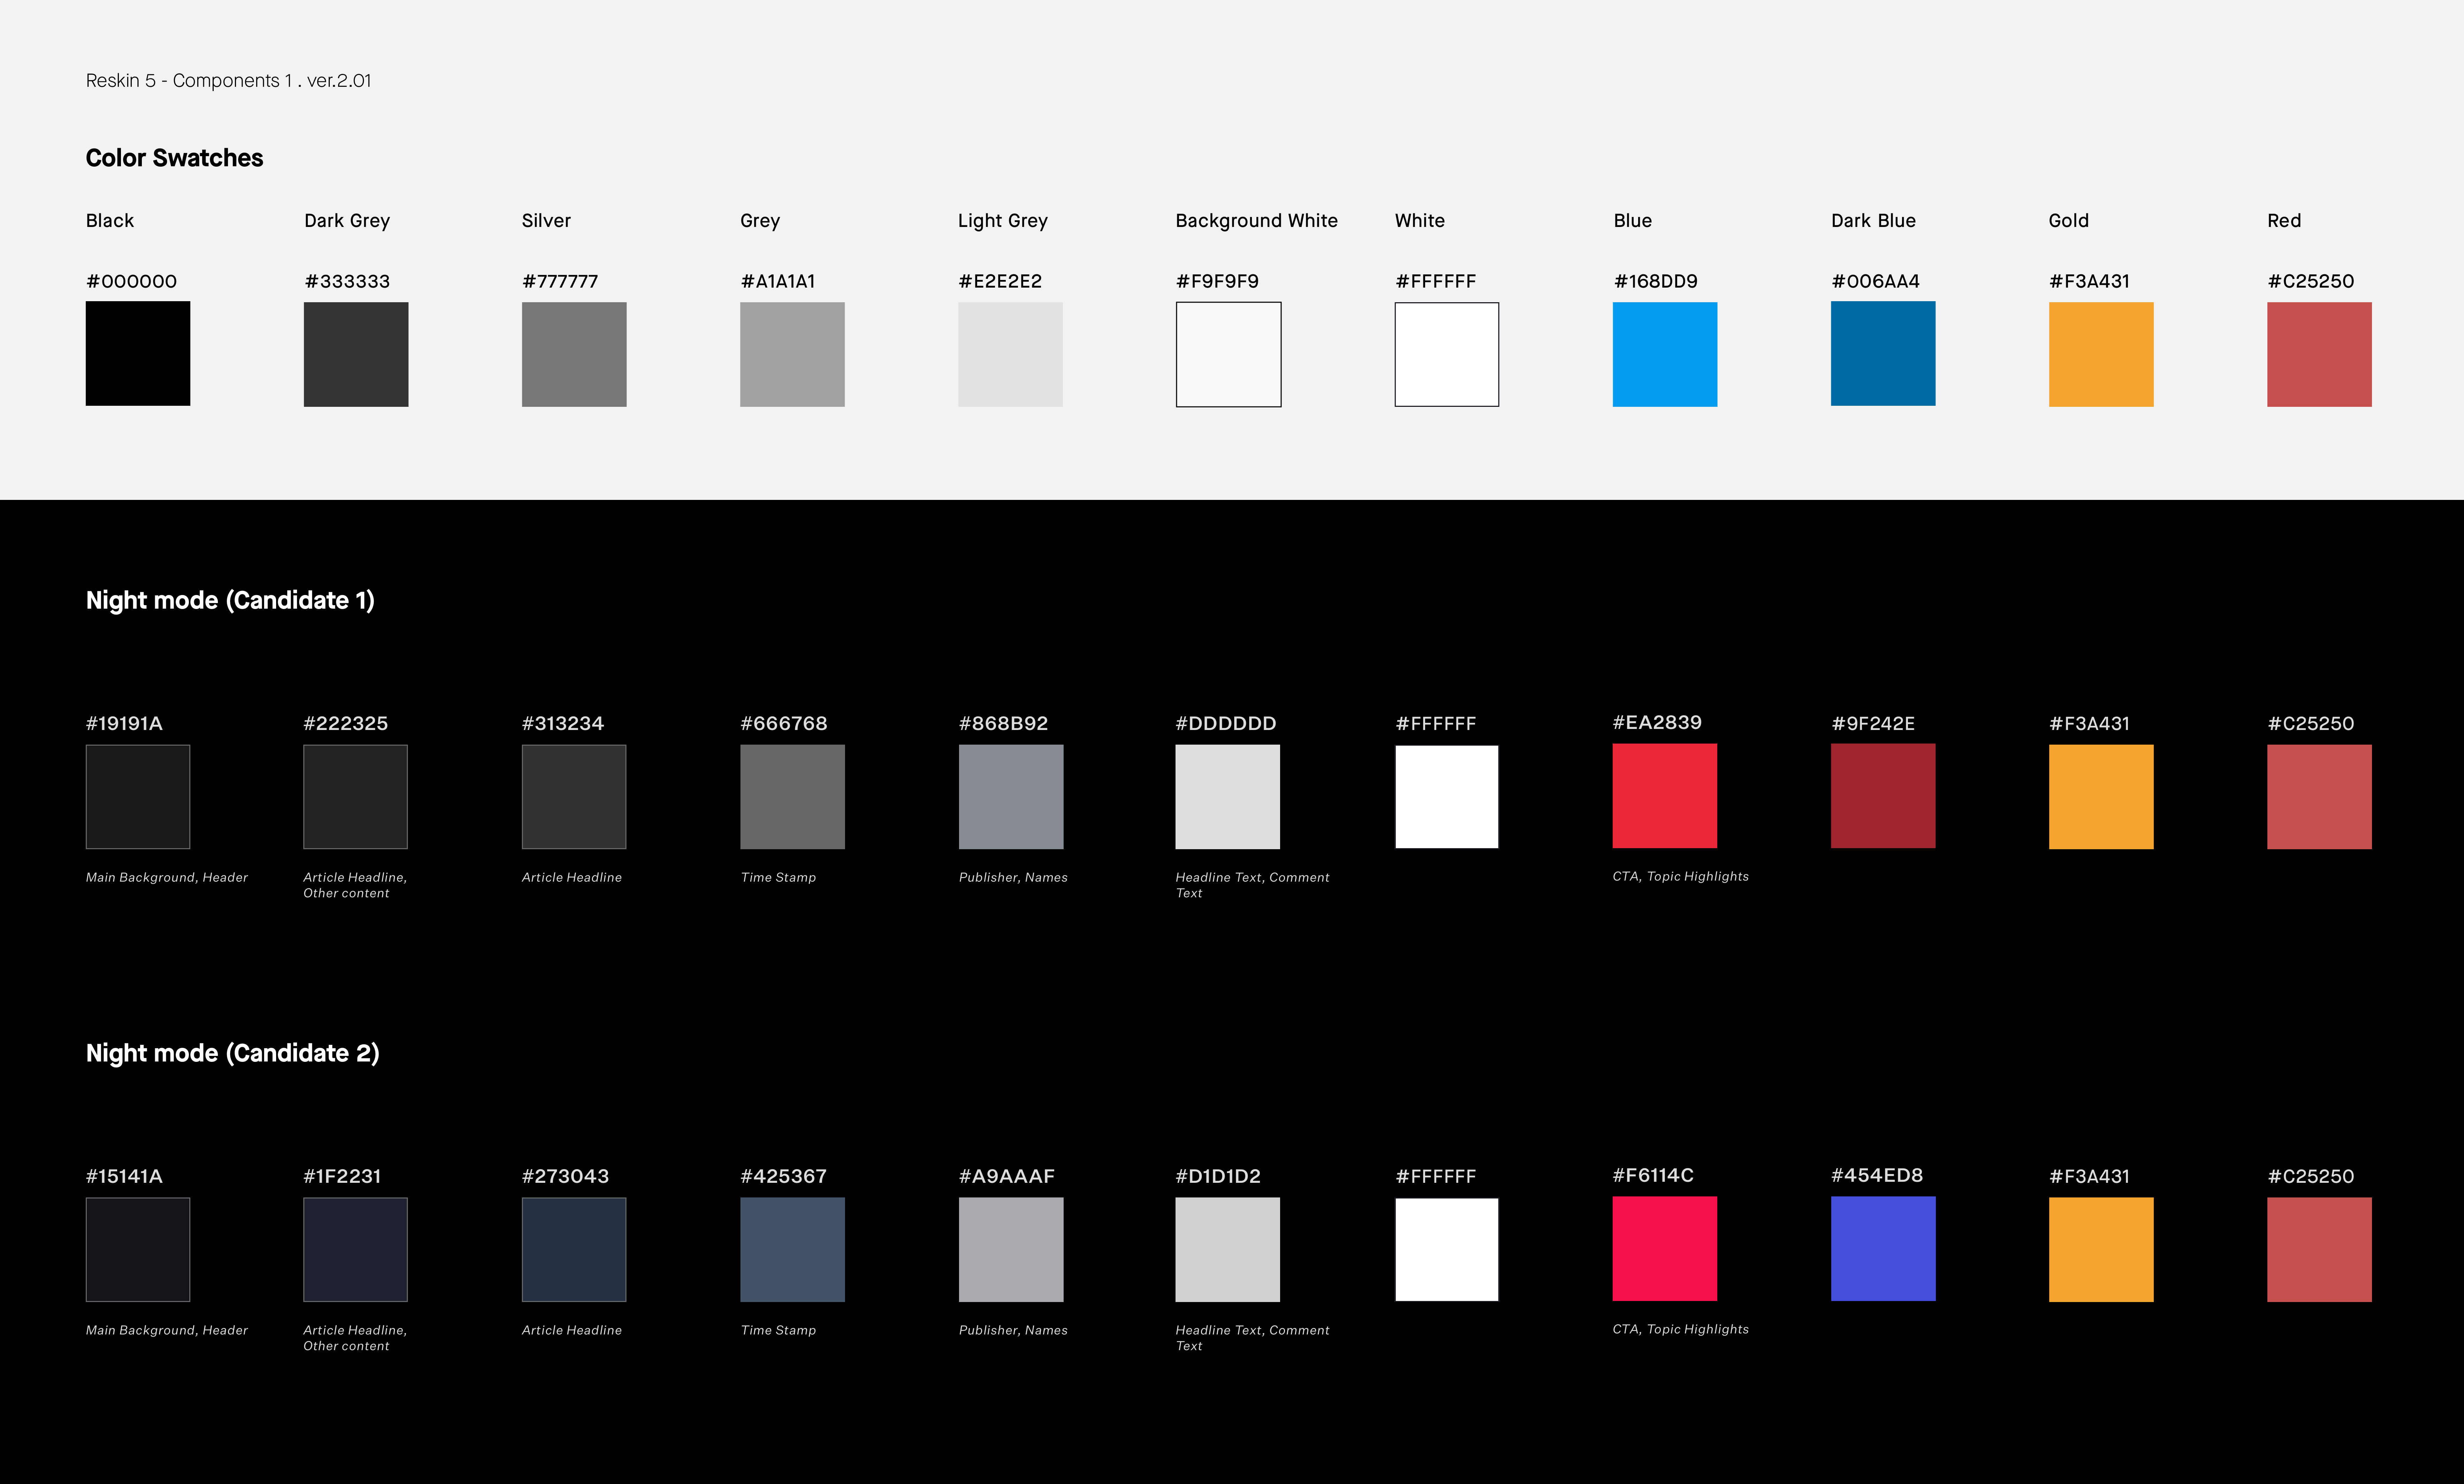 Reskin 5 - Components 1 . ver.2.01
Color Swatches
Black Dark Grey Silver Grey Light Grey Background White White Blue Dark Blue Gold Red
#000000 #333333 #777777 #A1A1A1 #E2E2E2 #F9F9F9 #FFFFFF #168DD9 #006AA4 #F3A431 #C25250
Night mode (Candidate 1)
#19191A #222325 #313234 #666768 #868B92 #DDDDDD #FFFFFF #EA2839 #9F242E #F3A431 #C25250
Main Background, Header Article Headline, Article Headline Time Stamp Publisher, Names Headline Text, Comment CTA, Topic Highlights
Other content Text
Night mode (Candidate 2)
#15141A #1F2231 #273043 #425367 #A9AAAF #D1D1D2 #FFFFFF #F6114C #454ED8 #F3A431 #C25250
Main Background, Header Article Headline, Article Headline Time Stamp Publisher, Names Headline Text, Comment CTA, Topic Highlights
Other content Text